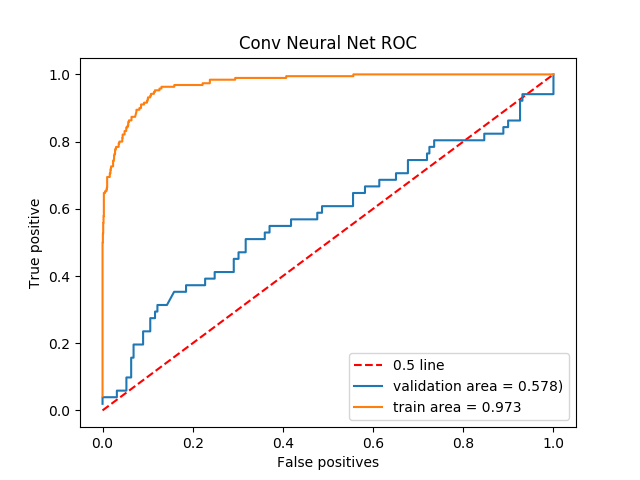 Conv Neural Net ROC
1.0
0.8
0.6
0.4
0.2
0.0
True positive
0.5 line
validation area = 0.578)
train area = 0.973
0.0 0.2 0.4 0.6 0.8 1.0
False positives